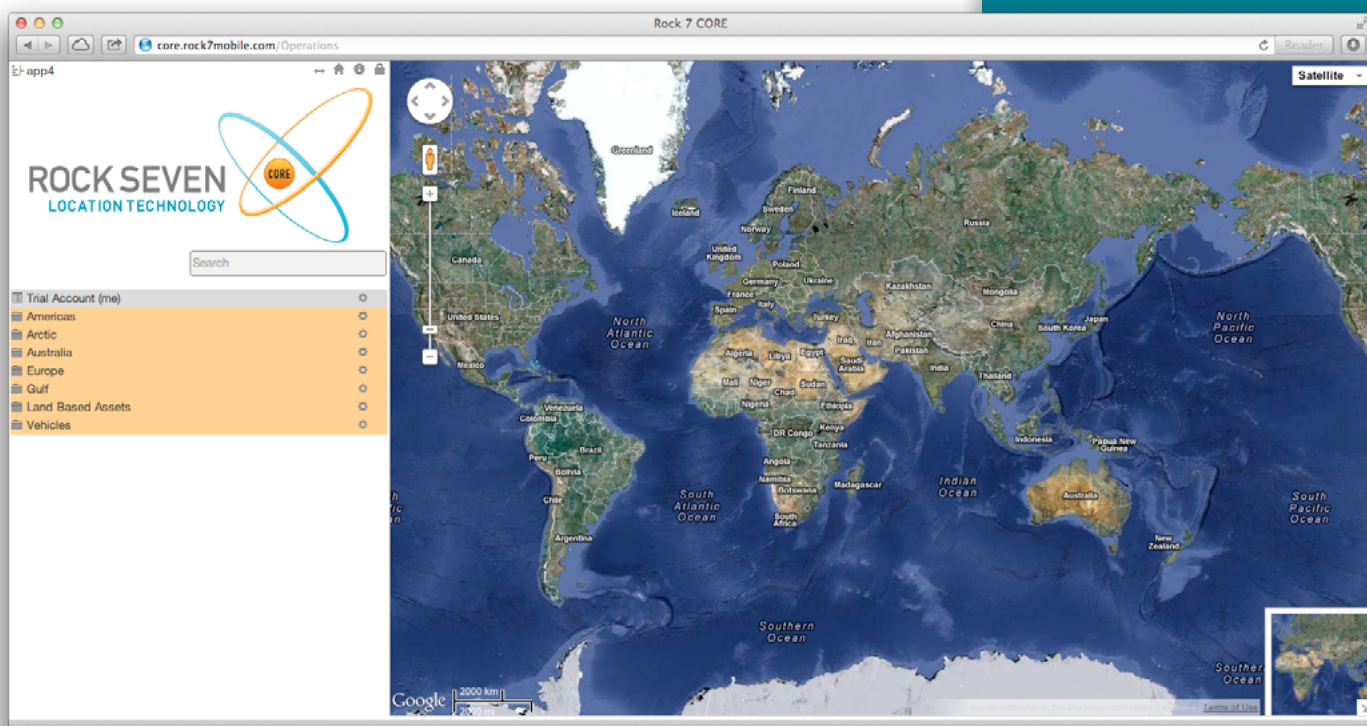 Rock 7 CORE
core.rock7mobile.com/Operations
Reader
app4
ROCK SEVEN
LOCATION TECHNOLOGY
CORE
Search
Trial Account (me)
Americas
Arctic
Australia
Europe
Gulf
Land Based Assets
Vehicles
Satellite
Greenland
Iceland
Finland
Sweden
Norway
Russia
United
Kingdom
Canada
Poland
Germany
Ukraine
France
Kazakhstan
Mongolia
Italy
Spain
United States
Turkey
North
Atlantic
Ocean
Japan
China
South Korea
North
Pacific
Ocean
Afghanistan
Iraq
Iran
Pakistan
Algeria
Libya
Egypt
Saudi
Arabia
Mexico
India
Thailand
Mali
Niger
Chad
Sudan
Nigeria
Ethiopia
Venezuela
Colombia
DR Congo
Kenya
Tanzania
Indonesia
Papua New
Guinea
Peru
Brazil
Angola
Bolivia
Namibia
Botswana
Madagascar
Indian
Ocean
Australia
Chile
South
Atlantic
Ocean
South
Africa
South
Pacific
Ocean
Argentina
New
Zealand
Southern
Ocean
Southern
Ocean
Google
2000 km
2000 mi
Terms of Use